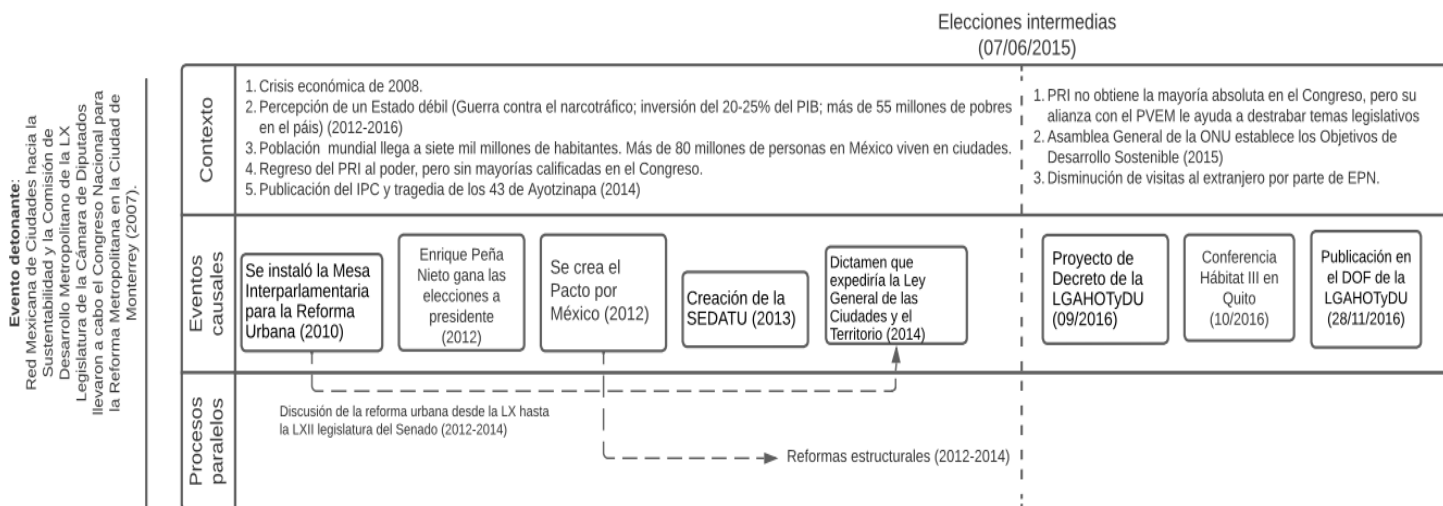 Elecciones intermedias
(07/06/2015)
Evento detonante:
Red Mexicana de Ciudades hacia la
Sustentabilidad y la Comisión de
Desarrollo Metropolitano de la LX
Legislatura de la Cámara de Diputados
llevaron a cabo el Congreso Nacional para
la Reforma Metropolitana en la Ciudad de
Monterrey (2007).
Contexto
1. Crisis económica de 2008.
2. Percepción de un Estado débil (Guerra contra el narcotráfico; inversión del 20-25% del PIB; más de 55 millones de pobres
en el páis) (2012-2016)
3. Población mundial llega a siete mil millones de habitantes. Más de 80 millones de personas en México viven en ciudades.
4. Regreso del PRI al poder, pero sin mayorías calificadas en el Congreso.
5. Publicación del IPC y tragedia de los 43 de Ayotzinapa (2014)
1. PRI no obtiene la mayoría absoluta en el Congreso, pero su
alianza con el PVEM le ayuda a destrabar temas legislativos
2. Asamblea General de la ONU establece los Objetivos de
Desarrollo Sostenible (2015)
3. Disminución de visitas al extranjero por parte de EPN.
Eventos
causales
Se instaló la Mesa
Interparlamentaria
para la Reforma
Urbana (2010)
Enrique Peña
Nieto gana las
elecciones a
presidente
(2012)
Se crea el
Pacto por
México (2012)
Creación de la
SEDATU (2013)
Dictamen que
expediría la Ley
General de las
Ciudades y el
Territorio (2014)
Proyecto de
Decreto de la
LGAHOTyDU
(09/2016)
Conferencia
Hábitat III en
Quito
(10/2016)
Publicación en
el DOF de la
LGAHOTyDU
(28/11/2016)
Procesos
paralelos
Discusión de la reforma urbana desde la LX hasta
la LXII legislatura del Senado (2012-2014)
Reformas estructurales (2012-2014)